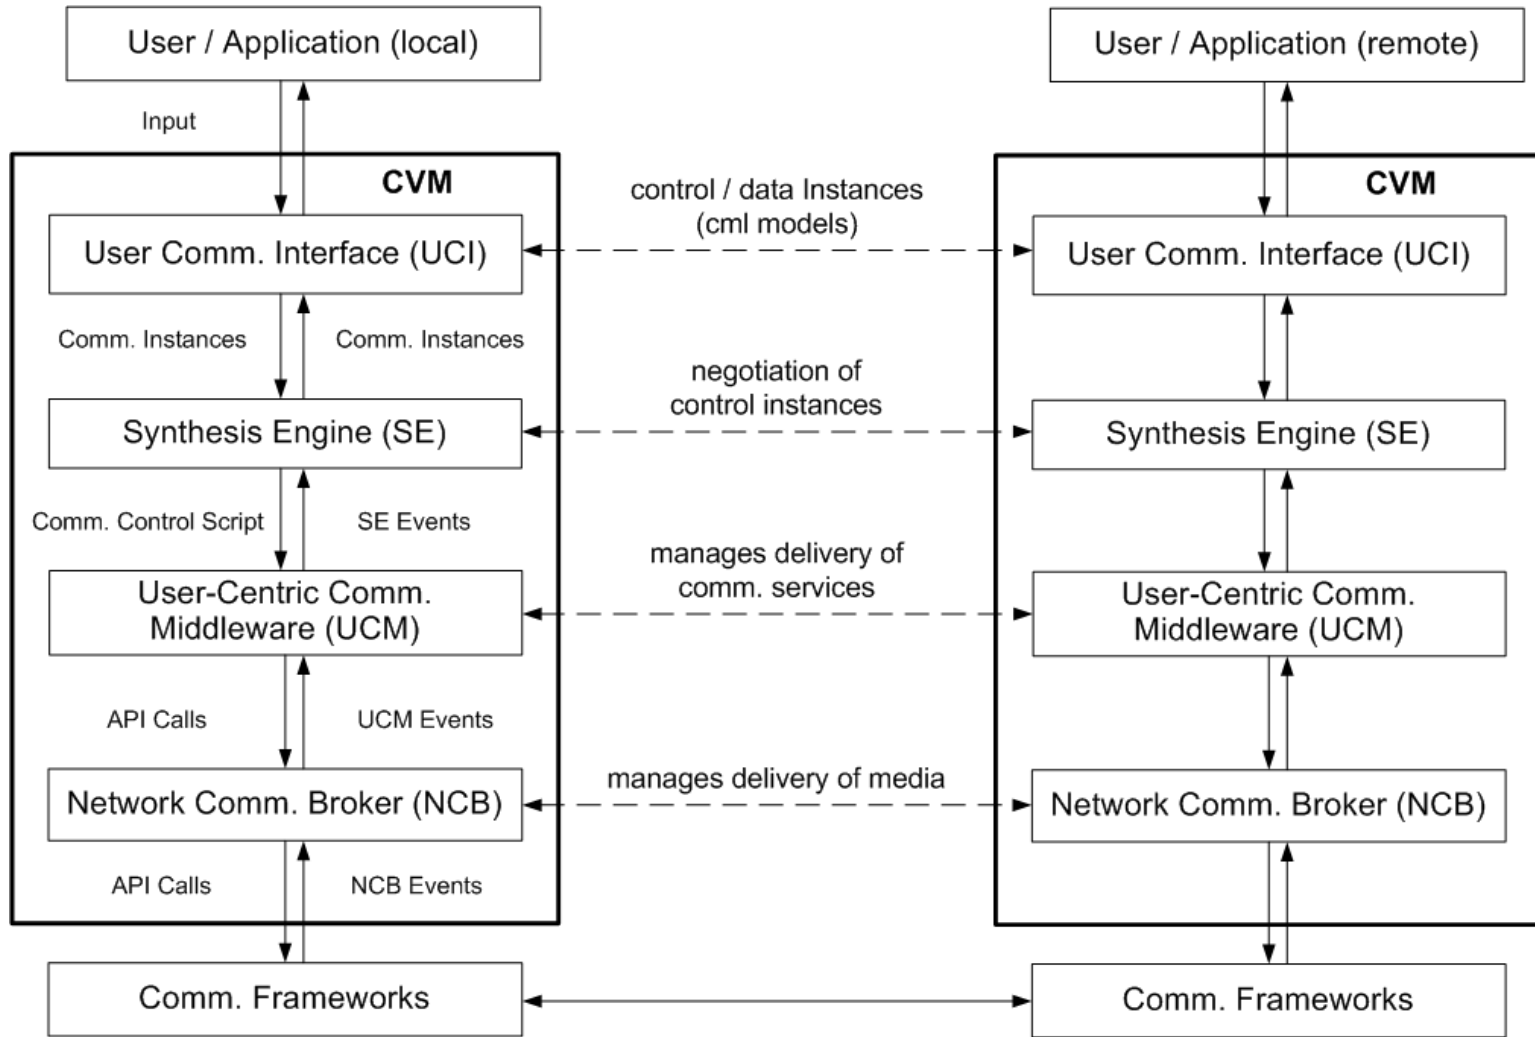 User / Application (local)
User / Application (remote)
Input
CVM
CVM
control / data Instances
(cml models)
User Comm. Interface (UCI)
User Comm. Interface (UCI)
Comm. Instances
Comm. Instances
negotiation of
control instances
Synthesis Engine (SE)
Synthesis Engine (SE)
Comm. Control Script
SE Events
manages delivery of
comm. services
User-Centric Comm.
Middleware (UCM)
User-Centric Comm.
Middleware (UCM)
API Calls
UCM Events
manages delivery of media
Network Comm. Broker (NCB)
Network Comm. Broker (NCB)
API Calls
NCB Events
Comm. Frameworks
Comm. Frameworks